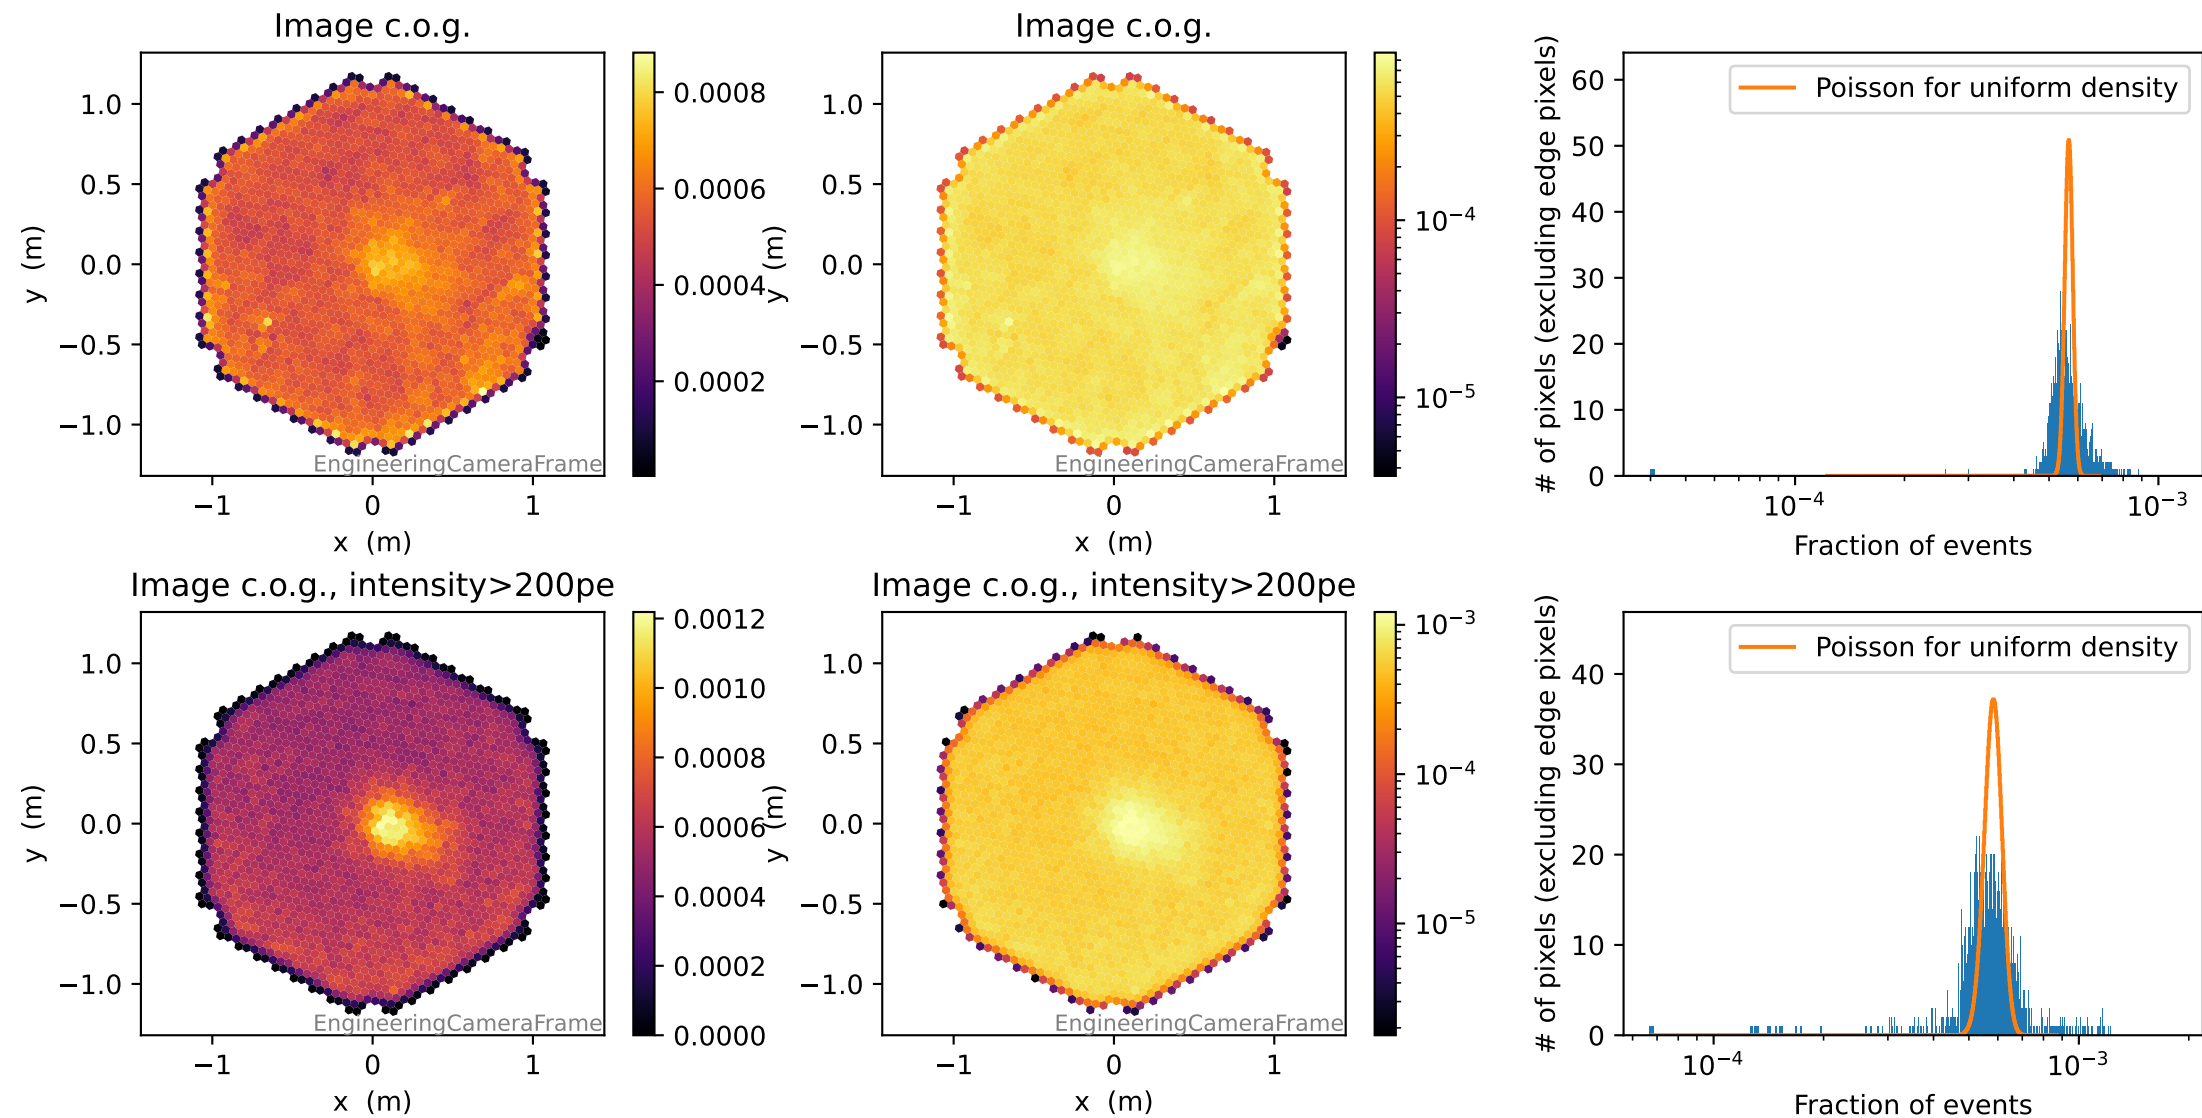 Image c.o.g.
1.0
0.5
0.0
−0.5
−1.0
y (m)
−1
0
1
x (m)
EngineeringCameraFrame
0.0008
0.0006
0.0004
0.0002
Image c.o.g.
1.0
0.5
0.0
−0.5
−1.0
y (m)
−1
0
1
x (m)
EngineeringCameraFrame
10⁻⁴
10⁻⁵
Poisson for uniform density
# of pixels (excluding edge pixels)
60
50
40
30
20
10
0
10⁻⁴
10⁻³
Fraction of events
Image c.o.g., intensity>200pe
1.0
0.5
0.0
−0.5
−1.0
y (m)
−1
0
1
x (m)
EngineeringCameraFrame
0.0012
0.0010
0.0008
0.0006
0.0004
0.0002
0.0000
Image c.o.g., intensity>200pe
1.0
0.5
0.0
−0.5
−1.0
y (m)
−1
0
1
x (m)
EngineeringCameraFrame
10⁻³
10⁻⁴
10⁻⁵
Poisson for uniform density
# of pixels (excluding edge pixels)
40
30
20
10
0
10⁻⁴
10⁻³
Fraction of events